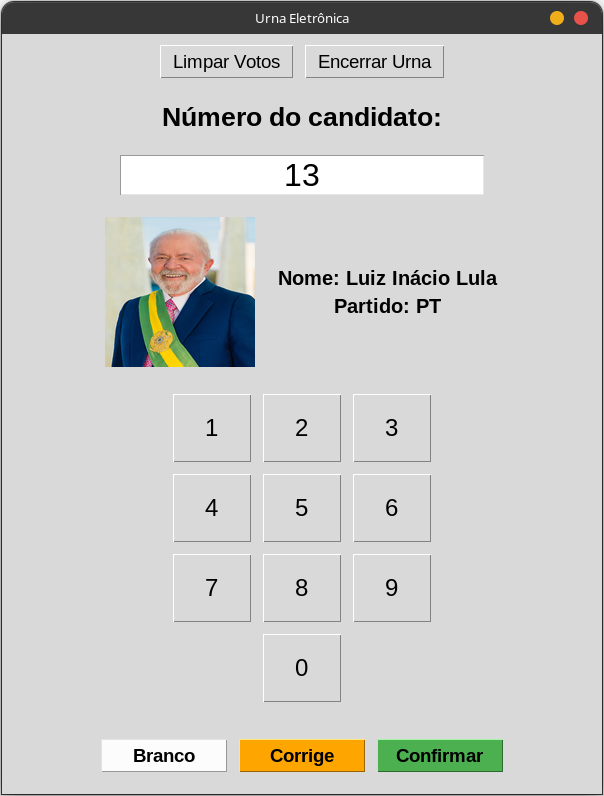 Urna Eletrônica
Limpar Votos Encerrar Urna
Número do candidato:
13
Nome: Luiz Inácio Lula
Partido: PT
1 2 3
4 5 6
7 8 9
0
Branco Corrige Confirmar